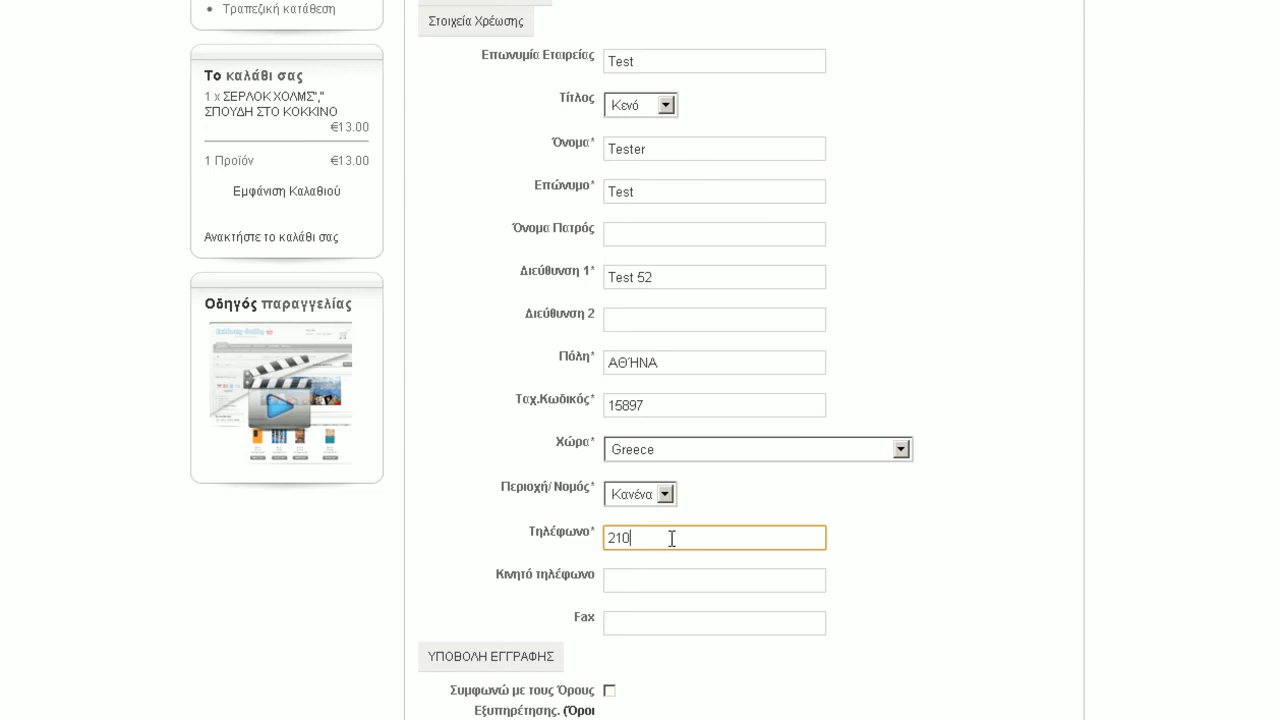 Τραπεζική κατάθεση
Το καλάθι σας
1 x ΣΕΡΛΟΚ ΧΟΛΜΣ","
ΣΠΟΥΔΗ ΣΤΟ ΚΟΚΚΙΝΟ
€13.00
1 Προϊόν €13.00
Εμφάνιση Καλαθιού
Ανακτήστε το καλάθι σας
Οδηγός παραγγελίας
Στοιχεία Χρέωσης
Επωνυμία Εταιρείας Test
Τίτλος Κενό
Όνομα* Tester
Επώνυμο* Test
Όνομα Πατρός
Διεύθυνση 1* Test 52
Διεύθυνση 2
Πόλη* ΑΘΉΝΑ
Ταχ.Κωδικός* 15897
Χώρα* Greece
Περιοχή/ Νομός* Κανένα
Τηλέφωνο* 210
Κινητό τηλέφωνο
Fax
ΥΠΟΒΟΛΗ ΕΓΓΡΑΦΗΣ
Συμφωνώ με τους Όρους
Εξυπηρέτησης. (Όροι